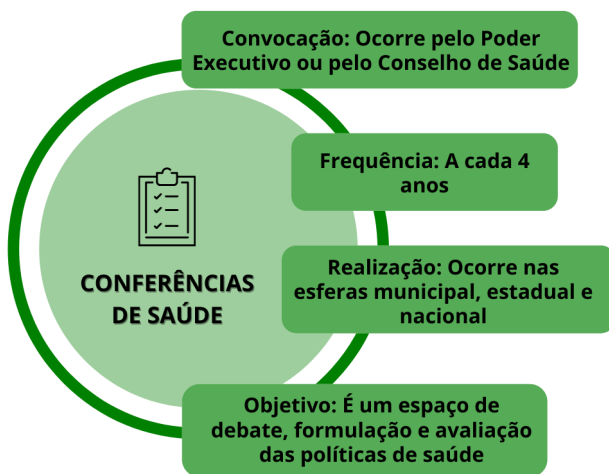 Convocação: Ocorre pelo Poder
Executivo ou pelo Conselho de Saúde
Frequência: A cada 4
anos
CONFERÊNCIAS
DE SAÚDE
Realização: Ocorre nas
esferas municipal, estadual e
nacional
Objetivo: É um espaço de
debate, formulação e avaliação
das políticas de saúde